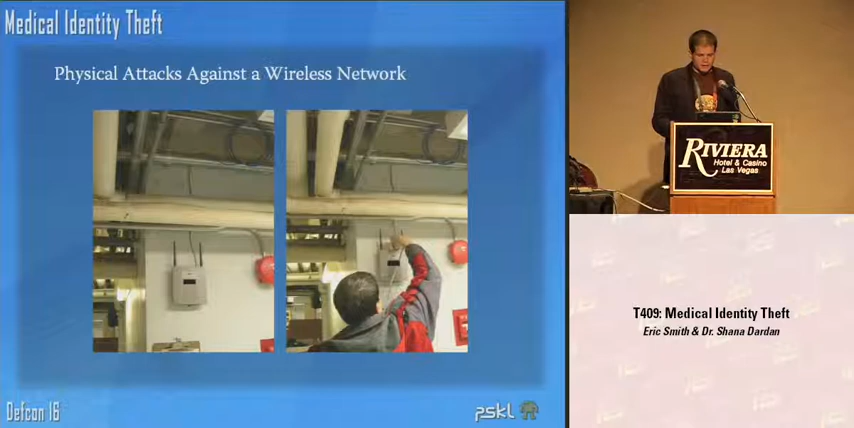 Medical Identity Theft
Physical Attacks Against a Wireless Network
Defcon 16
pskl
RIVIERA
Hotel & Casino
Las Vegas
T409: Medical Identity Theft
Eric Smith & Dr. Shana Dardan